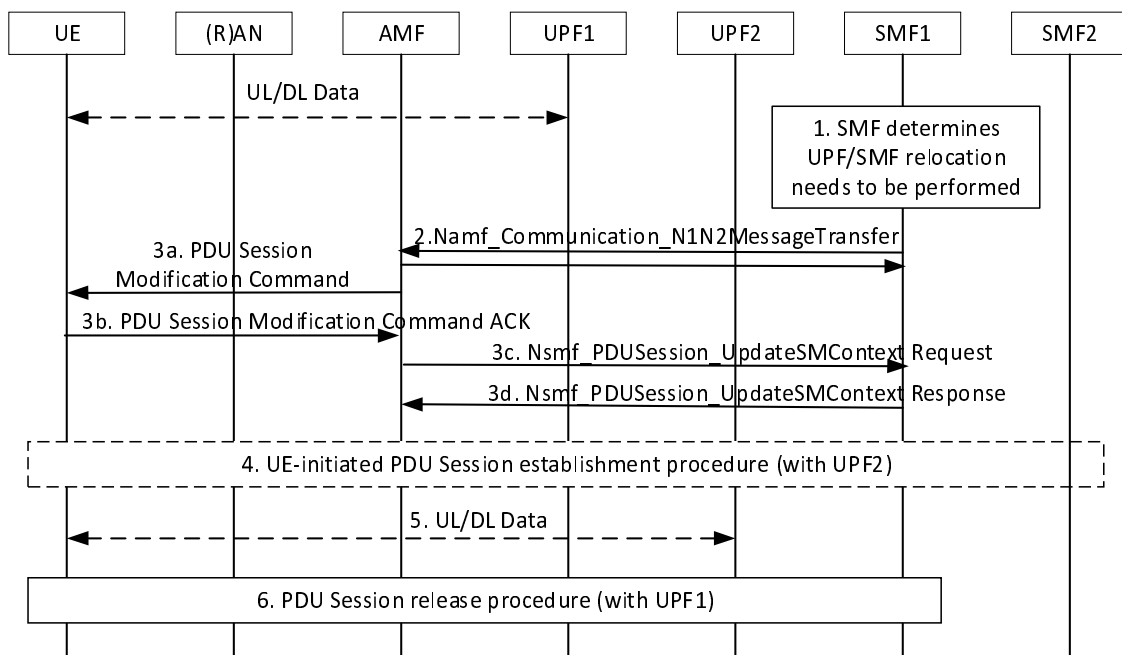 UE
(R)AN
AMF
UPF1
UPF2
SMF1
SMF2
UL/DL Data
1. SMF determines
UPF/SMF relocation
needs to be performed
2.Namf_Communication_N1N2MessageTransfer
3a. PDU Session
Modification Command
3b. PDU Session Modification Command ACK
3c. Nsmf_PDUSession_UpdateSMContext Request
3d. Nsmf_PDUSession_UpdateSMContext Response
4. UE-initiated PDU Session establishment procedure (with UPF2)
5. UL/DL Data
6. PDU Session release procedure (with UPF1)